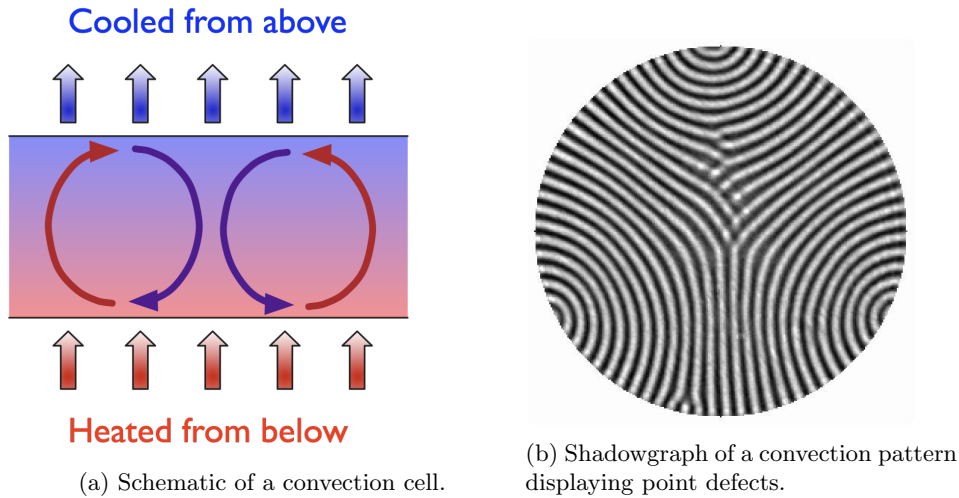 Cooled from above
Heated from below
(a) Schematic of a convection cell.
(b) Shadowgraph of a convection pattern
displaying point defects.